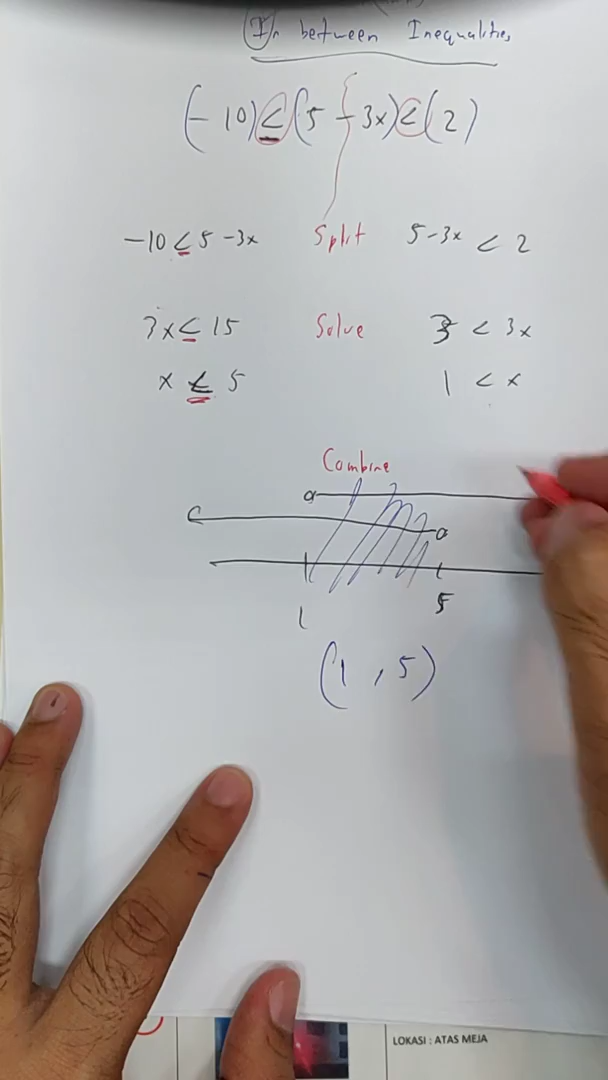 In between Inequalities
(-10) ≤ (5 - 3x) < (2)
-10 ≤ 5 - 3x Split 5 - 3x < 2
3x ≤ 15 Solve 3 < 3x
x ≤ 5 1 < x
Combine
1 5
(1, 5)
LOKASI : ATAS MEJA